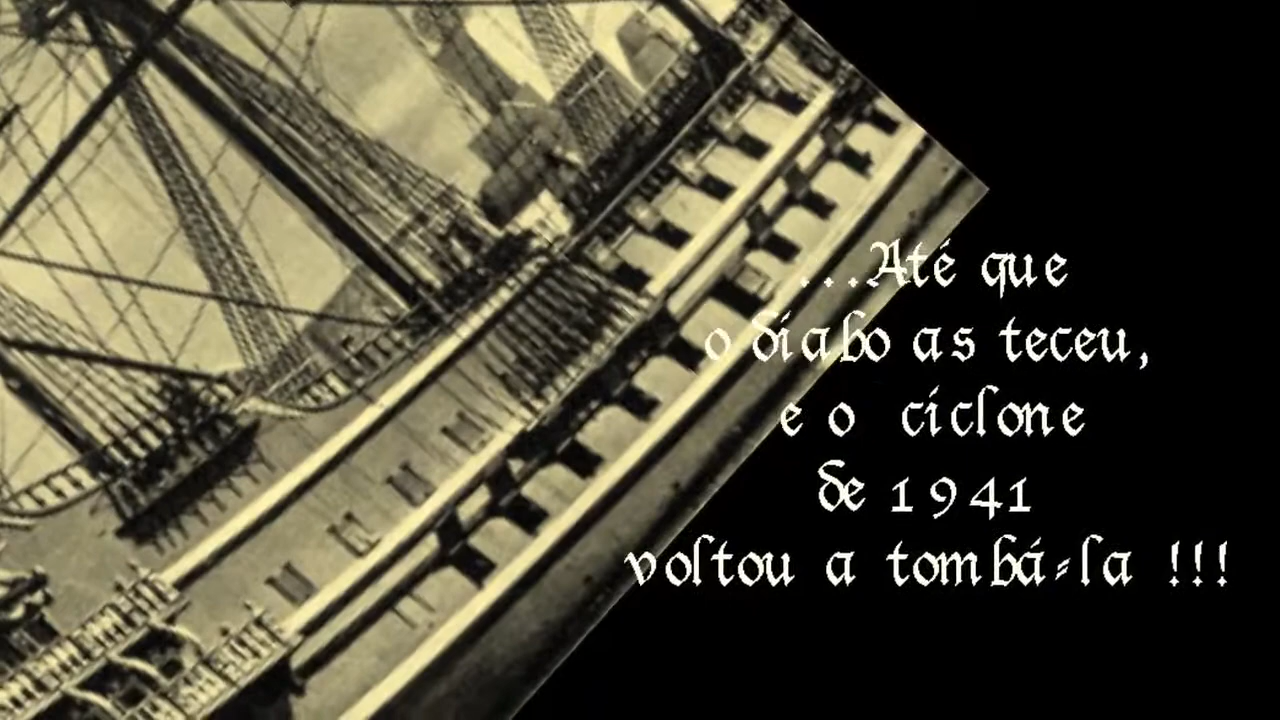 ...Até que
o diabo as teceu,
e o ciclone
de 1941
voltou a tombá-la !!!